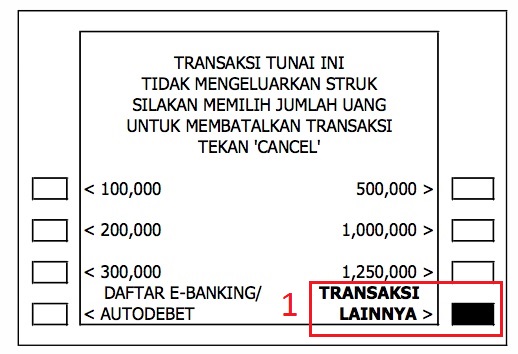 TRANSAKSI TUNAI INI
TIDAK MENGELUARKAN STRUK
SILAKAN MEMILIH JUMLAH UANG
UNTUK MEMBATALKAN TRANSAKSI
TEKAN 'CANCEL'
< 100,000 500,000 >
< 200,000 1,000,000 >
< 300,000 1,250,000 >
DAFTAR E-BANKING/ TRANSAKSI
< AUTODEBET 1 LAINNYA >